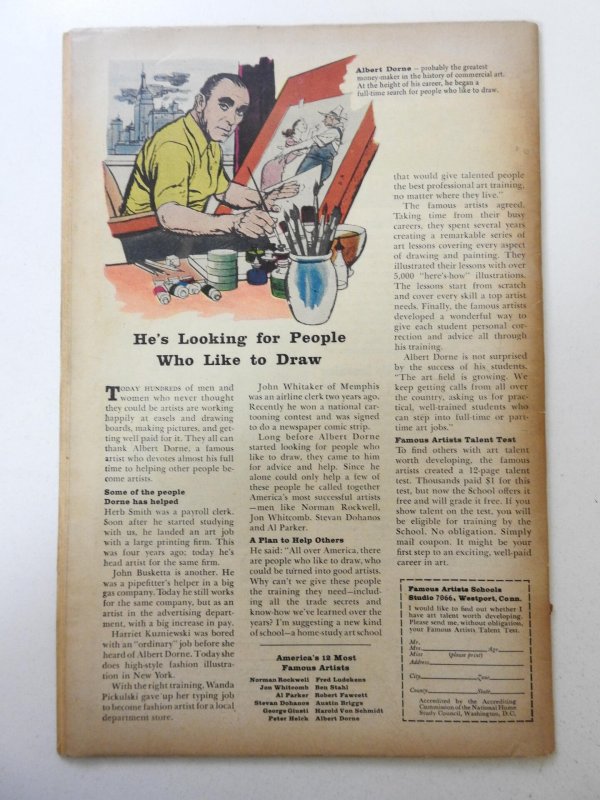 Albert Dorne — probably the greatest
money-maker in the history of commercial art.
At the height of his career, he began a
full-time search for people who like to draw.
He's Looking for People
Who Like to Draw
TODAY HUNDREDS of men and
women who never thought
they could be artists are working
happily at easels and drawing
boards, making pictures, and get-
ting well paid for it. They all can
thank Albert Dorne, a famous
artist who devotes almost his full
time to helping other people be-
come artists.
Some of the people
Dorne has helped
Herb Smith was a payroll clerk.
Soon after he started studying
with us, he landed an art job
with a large printing firm. This
was four years ago; today he's
head artist for the same firm.
John Busketta is another. He
was a pipefitter's helper in a big
gas company. Today he still works
for the same company, but as an
artist in the advertising depart-
ment, with a big increase in pay.
Harriet Kuzniewski was bored
with an "ordinary" job before she
heard of Albert Dorne. Today she
does high-style fashion illustra-
tion in New York.
With the right training, Wanda
Pickulski gave up her typing job
to become fashion artist for a local
department store.
John Whitaker of Memphis
was an airline clerk two years ago.
Recently he won a national car-
tooning contest and was signed
to do a newspaper comic strip.
Long before Albert Dorne
started looking for people who
like to draw, they came to him
for advice and help. Since he
alone could only help a few of
these people he called together
America's most successful artists
—men like Norman Rockwell,
Jon Whitcomb, Stevan Dohanos
and Al Parker.
A Plan to Help Others
He said: "All over America, there
are people who like to draw, who
could be turned into good artists.
Why can't we give these people
the training they need—includ-
ing all the trade secrets and
know-how we've learned over the
years? I'm suggesting a new kind
of school—a home-study art school
America's 12 Most
Famous Artists
Norman Rockwell Fred Ludekens
Jon Whitcomb Ben Stahl
Al Parker Robert Fawcett
Stevan Dohanos Austin Briggs
George Giusti Harold Von Schmidt
Peter Helck Albert Dorne
that would give talented people
the best professional art training,
no matter where they live."
The famous artists agreed.
Taking time from their busy
careers, they spent several years
creating a remarkable series of
art lessons covering every aspect
of drawing and painting. They
illustrated their lessons with over
5,000 "here's-how" illustrations.
The lessons start from scratch
and cover every skill a top artist
needs. Finally, the famous artists
developed a wonderful way to
give each student personal cor-
rection and advice all through
his training.
Albert Dorne is not surprised
by the success of his students.
"The art field is growing. We
keep getting calls from all over
the country, asking us for prac-
tical, well-trained students who
can step into full-time or part-
time art jobs."
Famous Artists Talent Test
To find others with art talent
worth developing, the famous
artists created a 12-page talent
test. Thousands paid $1 for this
test, but now the School offers it
free and will grade it free. If you
show talent on the test, you will
be eligible for training by the
School. No obligation. Simply
mail coupon. It might be your
first step to an exciting, well-paid
career in art.
Famous Artists Schools
Studio 7066, Westport, Conn.
I would like to find out whether I
have art talent worth developing.
Please send me, without obligation,
your Famous Artists Talent Test.
Mr.
Mrs. Age
Miss (please print)
Address
City Zone
County State
Accredited by the Accrediting
Commission of the National Home
Study Council, Washington, D.C.